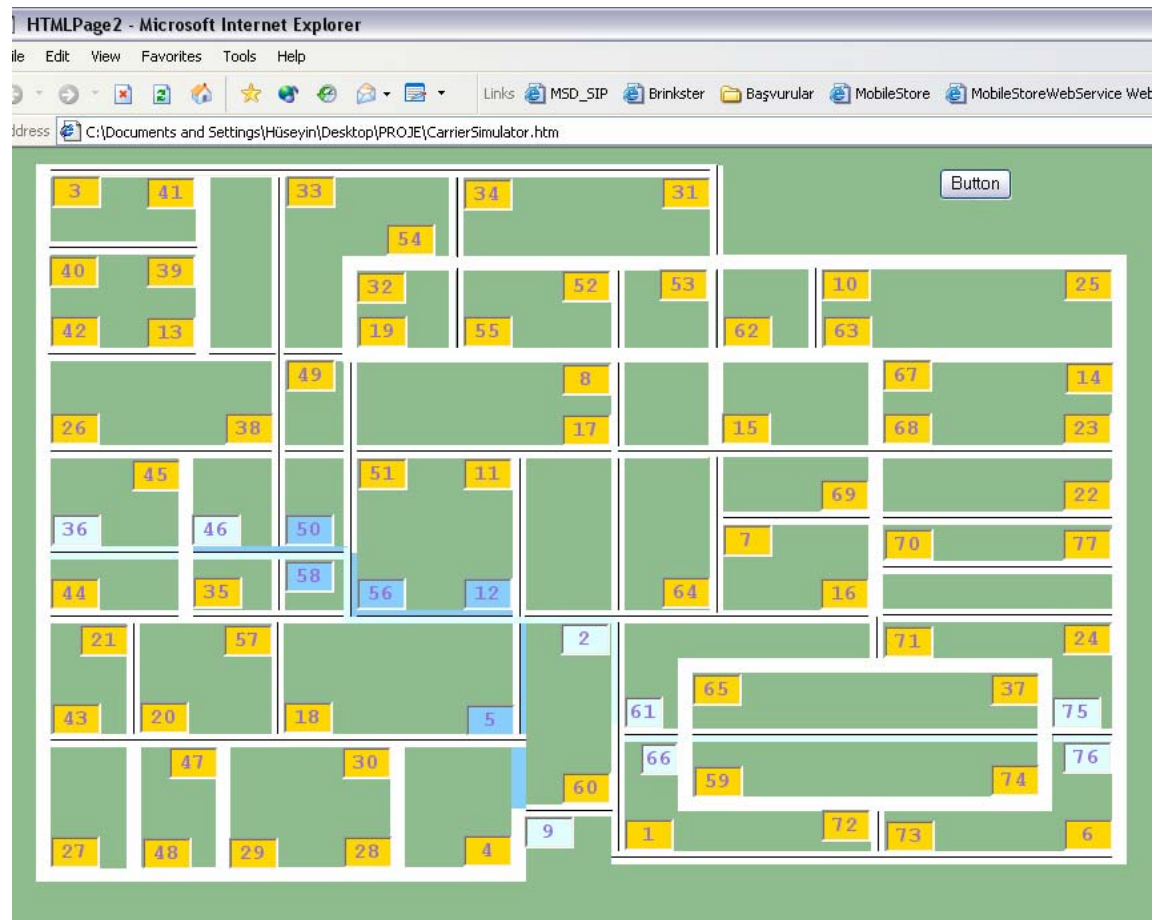 HTMLPage2 - Microsoft Internet Explorer
Edit View Favorites Tools Help
Links MSD_SIP Brinkster Başvurular MobileStore MobileStoreWebService
C:\Documents and Settings\Hüseyin\Desktop\PROJE\CarrierSimulator.htm
Button
3 41 33 34 31
54
40 39 32 52 53 10 25
42 13 19 55 62 63
49 8 67 14
26 38 17 15 68 23
45 51 11 69 22
36 46 50 7 70 77
58
44 35 56 12 64 16
21 57 2 71 24
65 37
43 20 18 5 61 75
47 30 66 76
60 59 74
27 48 29 28 4 9 1 72 73 6